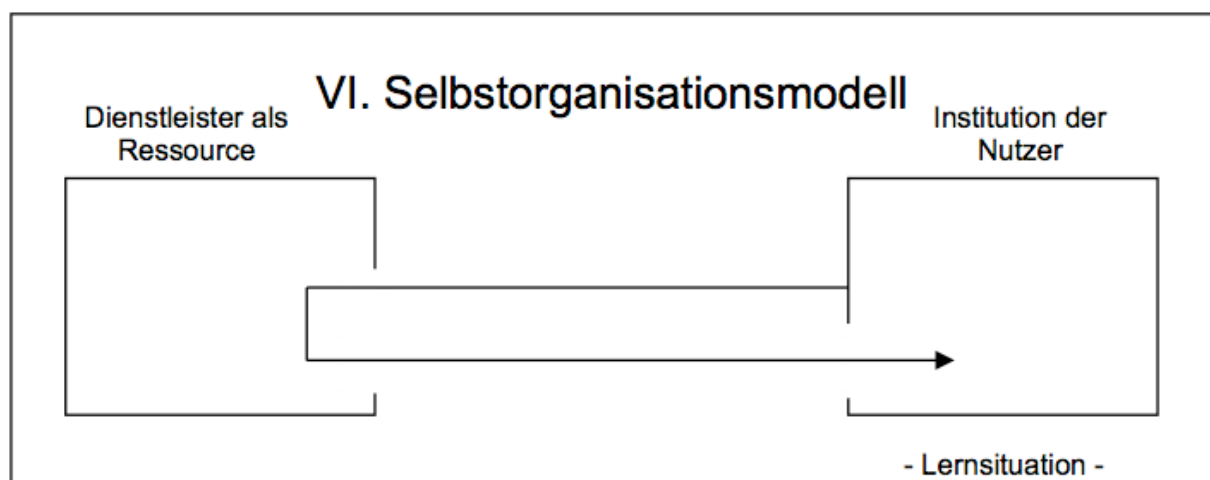 VI. Selbstorganisationsmodell
Dienstleister als
Ressource
Institution der
Nutzer
- Lernsituation -